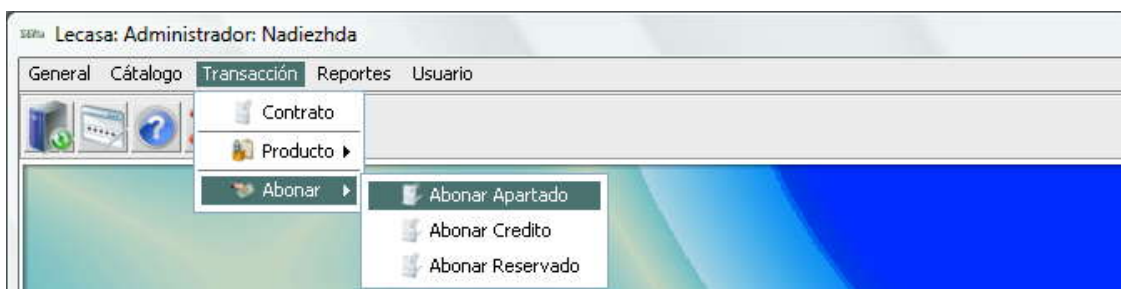 Lecasa: Administrador: Nadiezhda
General Cátalogo Transacción Reportes Usuario
Contrato
Producto
Abonar
Abonar Apartado
Abonar Credito
Abonar Reservado